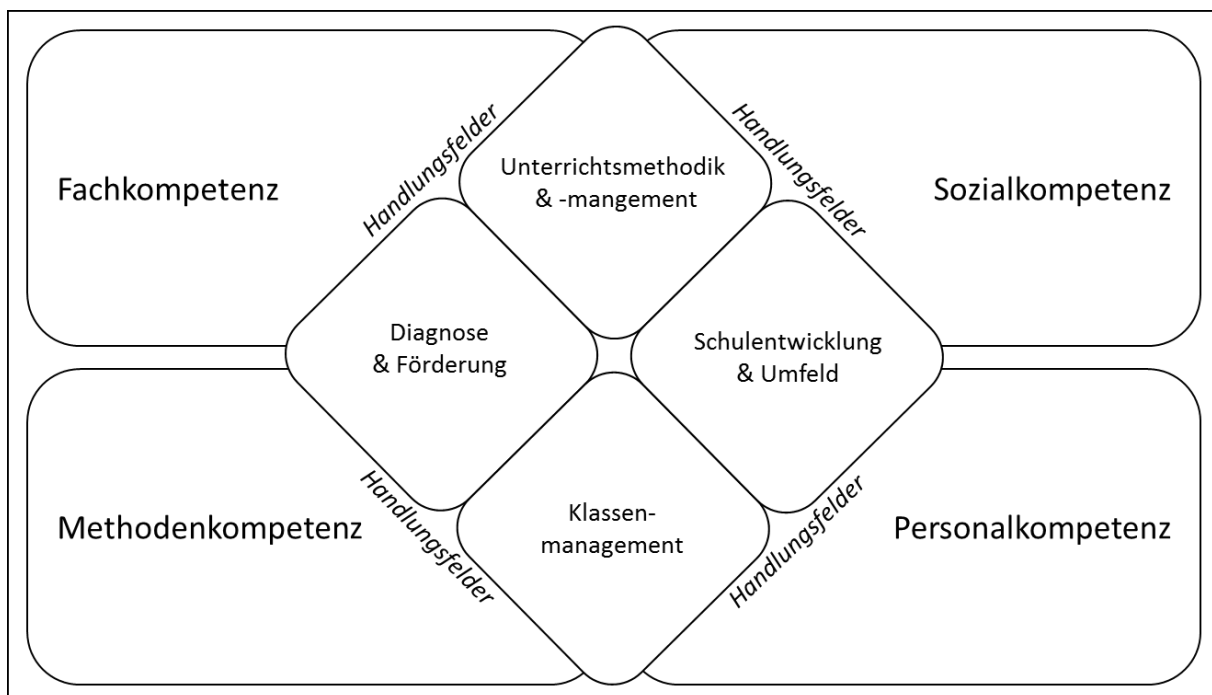 Fachkompetenz
Handlungsfelder
Unterrichtsmethodik
& -mangement
Handlungsfelder
Sozialkompetenz
Diagnose
& Förderung
Schulentwicklung
& Umfeld
Methodenkompetenz
Handlungsfelder
Klassen-
management
Handlungsfelder
Personalkompetenz